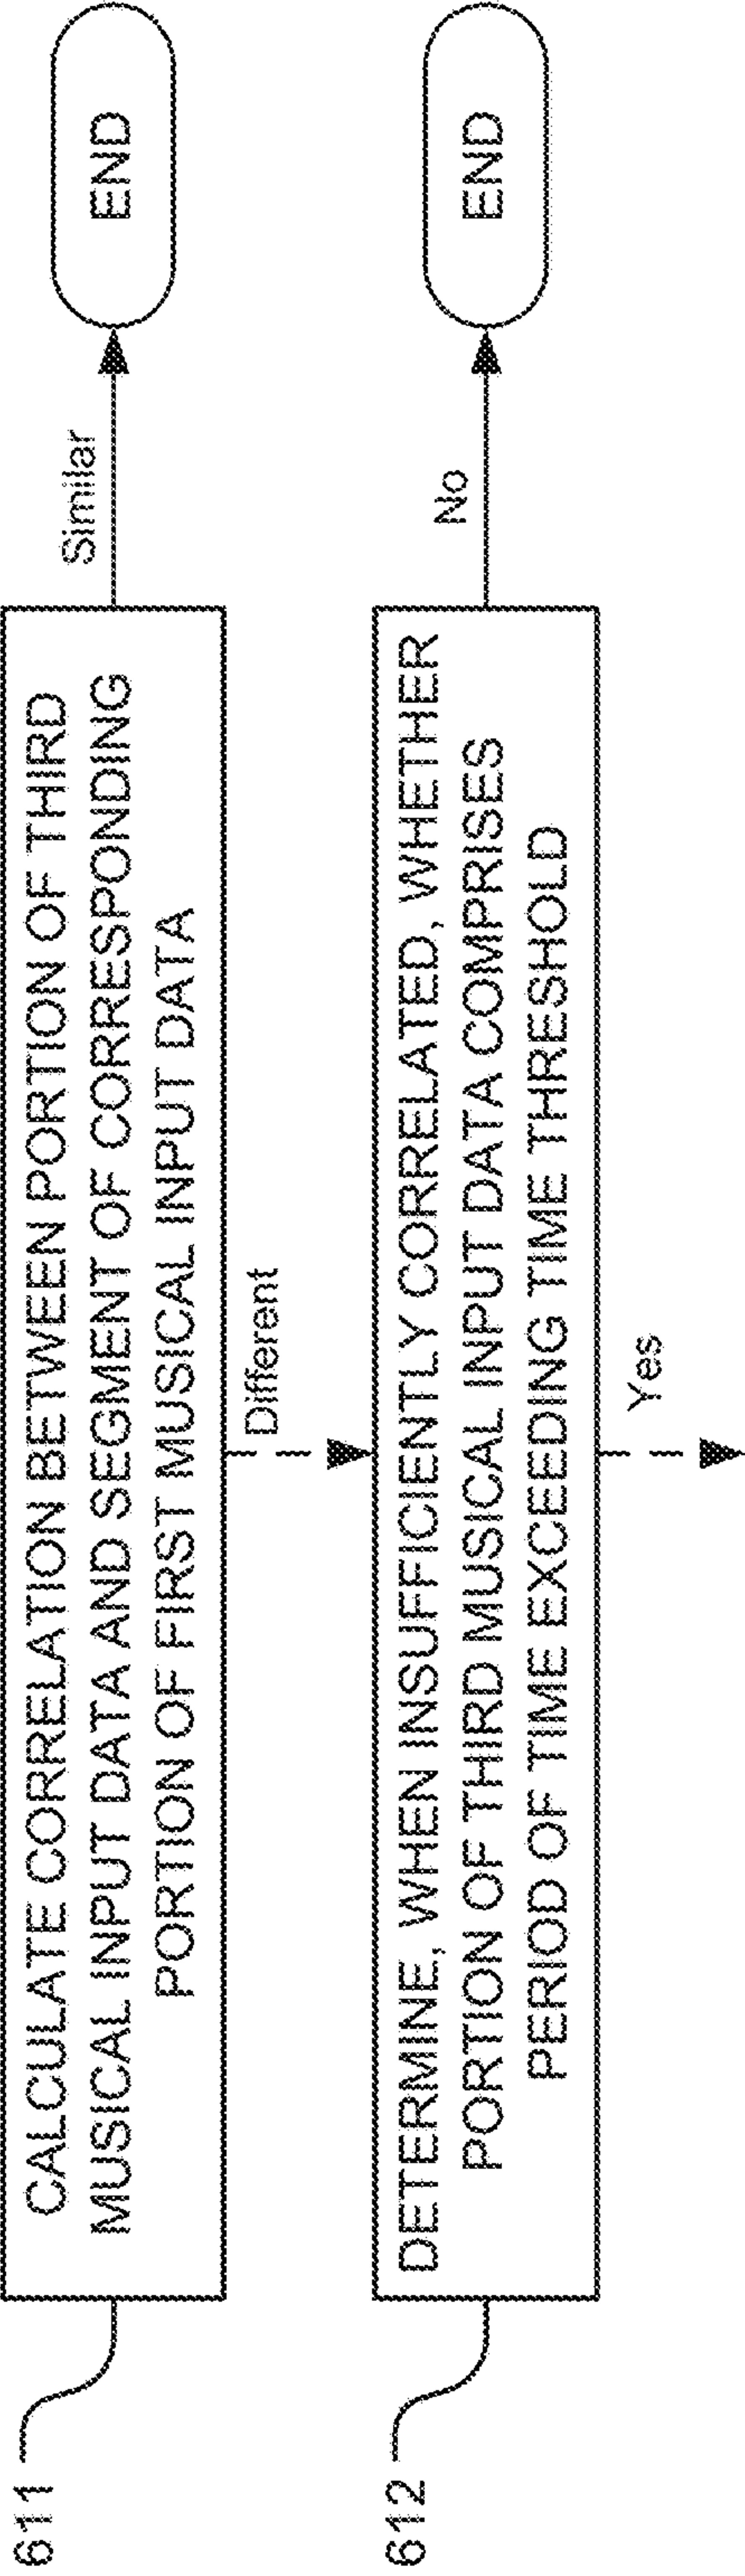 611
CALCULATE CORRELATION BETWEEN PORTION OF THIRD
MUSICAL INPUT DATA AND SEGMENT OF CORRESPONDING
PORTION OF FIRST MUSICAL INPUT DATA
Similar
END
Different
612
DETERMINE, WHEN INSUFFICIENTLY CORRELATED, WHETHER
PORTION OF THIRD MUSICAL INPUT DATA COMPRISES
PERIOD OF TIME EXCEEDING TIME THRESHOLD
No
END
Yes